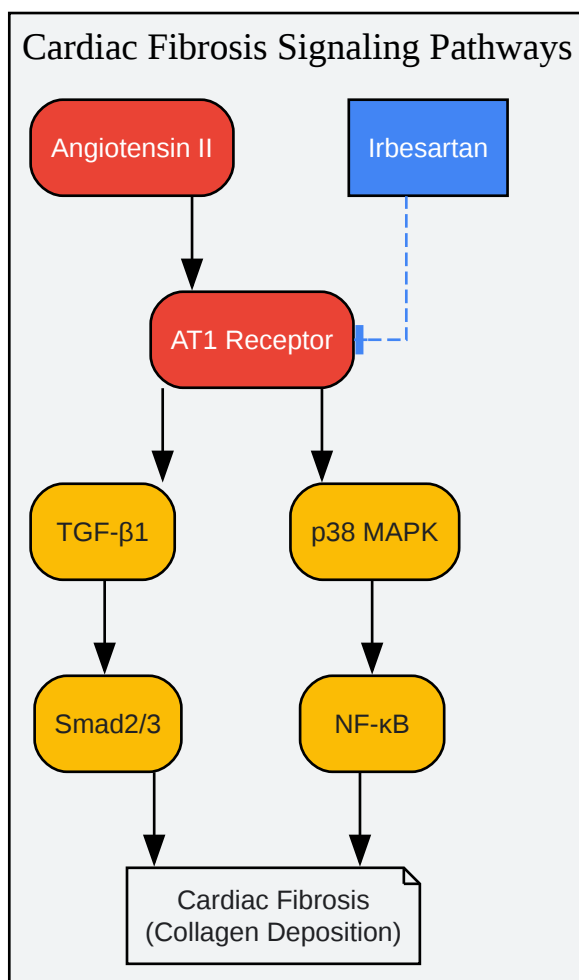 Cardiac Fibrosis Signaling Pathways
Angiotensin II
Irbesartan
AT1 Receptor
TGF-β1
p38 MAPK
Smad2/3
NF-κB
Cardiac Fibrosis
(Collagen Deposition)